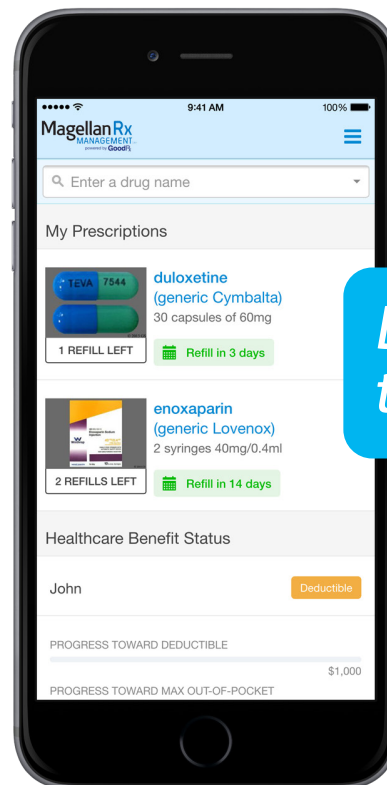 9:41 AM
100%
MagellanRx
MANAGEMENT
powered by GoodRx
Enter a drug name
My Prescriptions
TEVA 7544
duloxetine
(generic Cymbalta)
30 capsules of 60mg
1 REFILL LEFT
Refill in 3 days
enoxaparin
(generic Lovenox)
2 syringes 40mg/0.4ml
2 REFILLS LEFT
Refill in 14 days
Healthcare Benefit Status
John
Deductible
PROGRESS TOWARD DEDUCTIBLE
$1,000
PROGRESS TOWARD MAX OUT-OF-POCKET